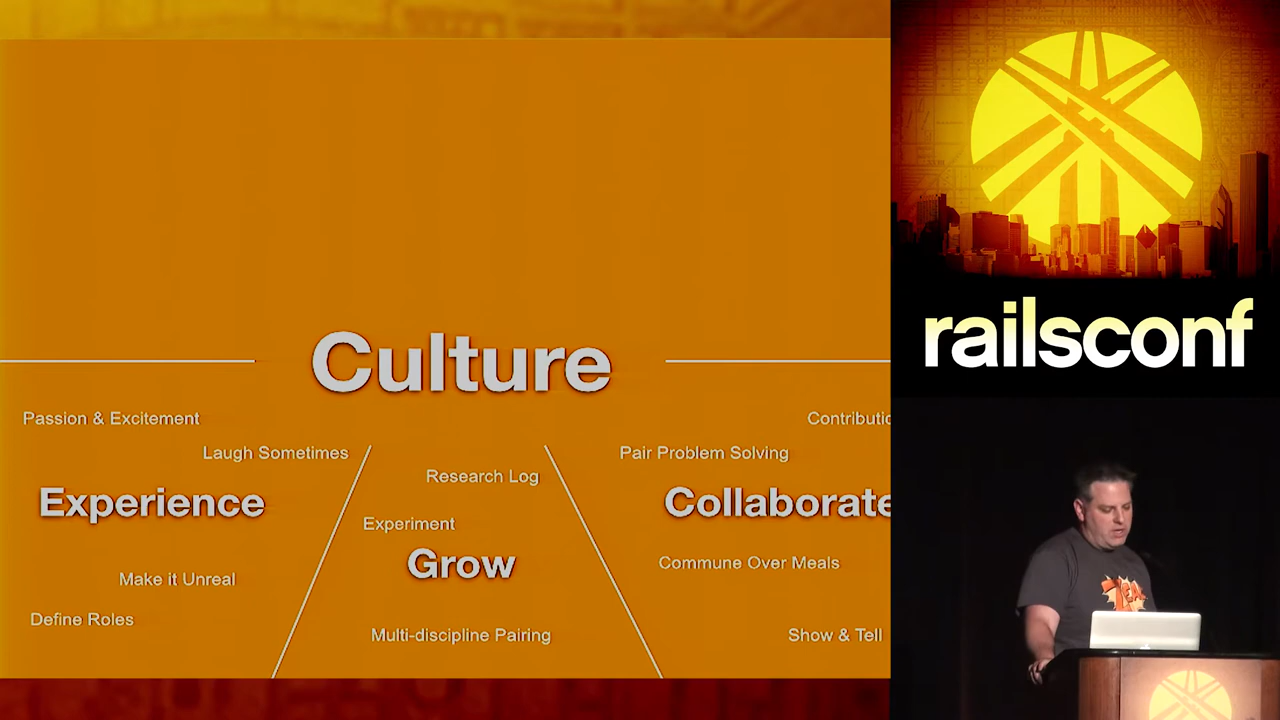 Culture
Passion & Excitement
Laugh Sometimes
Experience
Make it Unreal
Define Roles
Research Log
Experiment
Grow
Multi-discipline Pairing
Pair Problem Solving
Collaborate
Commune Over Meals
Show & Tell
railsconf